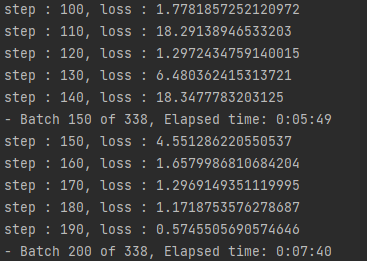 step : 100, loss : 1.7781857252120972
step : 110, loss : 18.29138946533203
step : 120, loss : 1.2972434759140015
step : 130, loss : 6.480362415313721
step : 140, loss : 18.3477783203125
- Batch 150 of 338, Elapsed time: 0:05:49
step : 150, loss : 4.551286220550537
step : 160, loss : 1.6579986810684204
step : 170, loss : 1.2969149351119995
step : 180, loss : 1.1718753576278687
step : 190, loss : 0.5745505690574646
- Batch 200 of 338, Elapsed time: 0:07:40